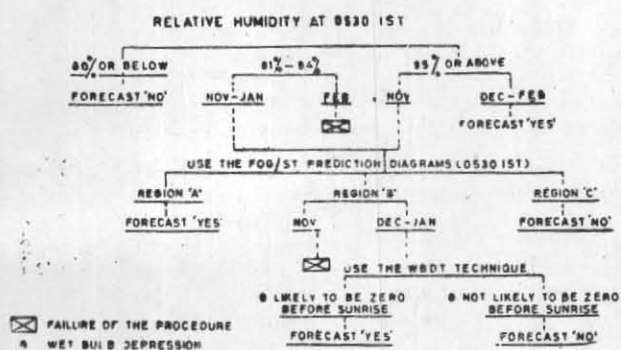 RELATIVE HUMIDITY AT 0530 IST
80% OR BELOW 81%-94% 95% OR ABOVE
FORECAST 'NO' NOV-JAN FEB NOV DEC-FEB
FORECAST 'YES'
USE THE FOG/ST PREDICTION DIAGRAMS (0530 IST)
REGION 'A' REGION 'B' REGION 'C'
FORECAST 'YES' NOV DEC-JAN FORECAST 'NO'
USE THE WBDT TECHNIQUE
LIKELY TO BE ZERO NOT LIKELY TO BE ZERO
BEFORE SUNRISE BEFORE SUNRISE
FORECAST 'YES' FORECAST 'NO'
FAILURE OF THE PROCEDURE
WET BULB DEPRESSION